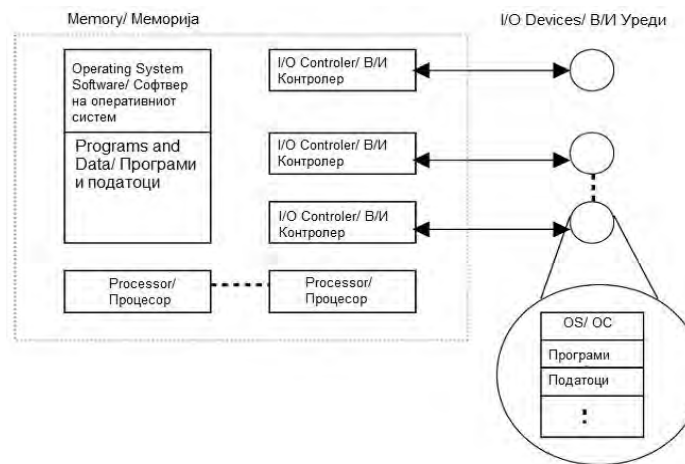 Memory/ Меморија
I/O Devices/ В/И Уреди
Operating System
Software/ Софтвер
на оперативниот
систем
Programs and
Data/ Програми
и податоци
I/O Controler/ В/И
Контролер
I/O Controler/ В/И
Контролер
I/O Controler/ В/И
Контролер
Processor/
Процесор
Processor/
Процесор
OS/ ОС
Програми
Податоци